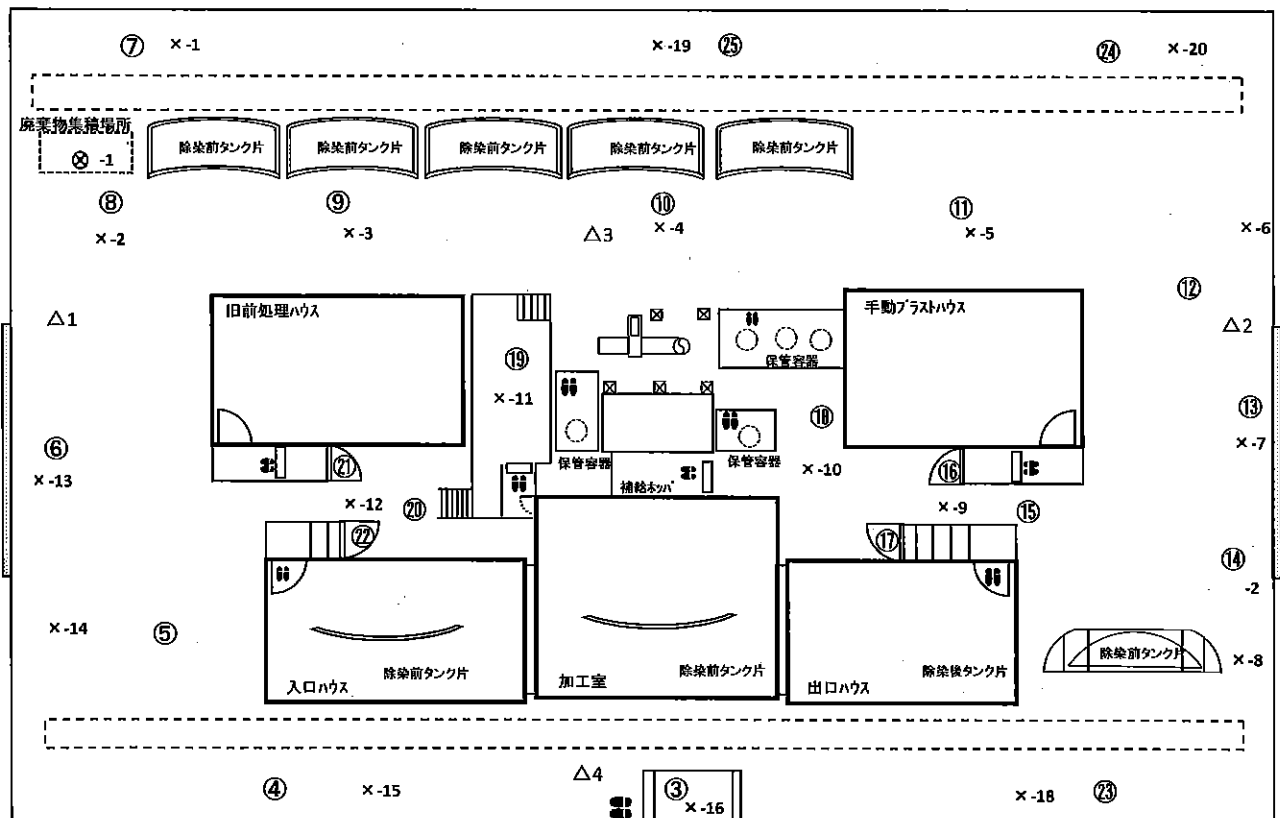 ⑦ ×-1 ×-19 ㉕ ㉔ ×-20
廃棄物集積場所
⊗ -1
除染前タンク片 除染前タンク片 除染前タンク片 除染前タンク片 除染前タンク片
⑧ ⑨ ⑩ ⑪
×-2 ×-3 △3 ×-4 ×-5 ×-6
⑫
旧前処理ハウス 手動ブラストハウス
△1 △2
⑲ 保管容器
×-11 ⑱ ⑬
⑥ ×-7
㉑ 保管容器 保管容器 ×-10 ⑯
×-13
補給ホッパ
×-12 ⑳ ×-9 ⑮
㉒ ⑰ ⑭
-2
×-14 ⑤ 除染前タンク片 ×-8
除染前タンク片 除染前タンク片 除染後タンク片
入口ハウス 加工室 出口ハウス
△4
④ ×-15 ③ ×-18 ㉓
×-16